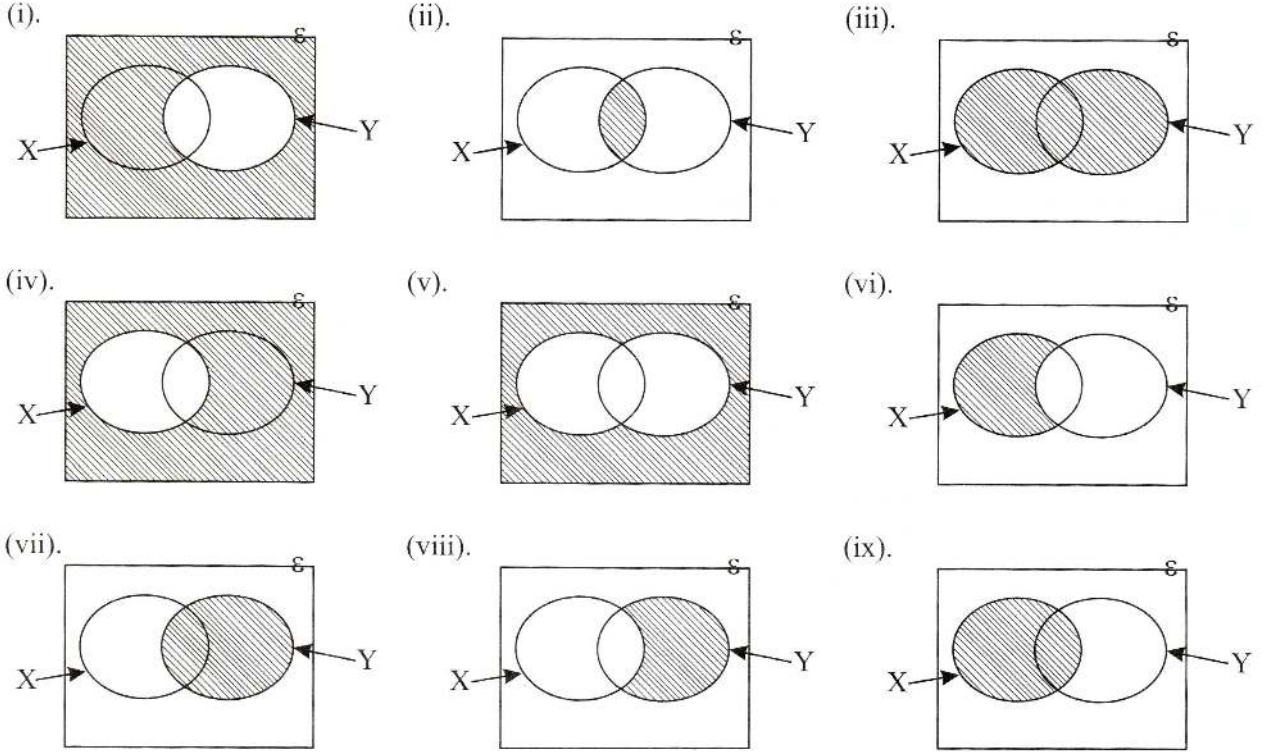 (i).
(ii).
(iii).
ε
ε
ε
X
Y
X
Y
X
Y
(iv).
(v).
(vi).
ε
ε
ε
X
Y
X
Y
X
Y
(vii).
(viii).
(ix).
ε
ε
ε
X
Y
X
Y
X
Y